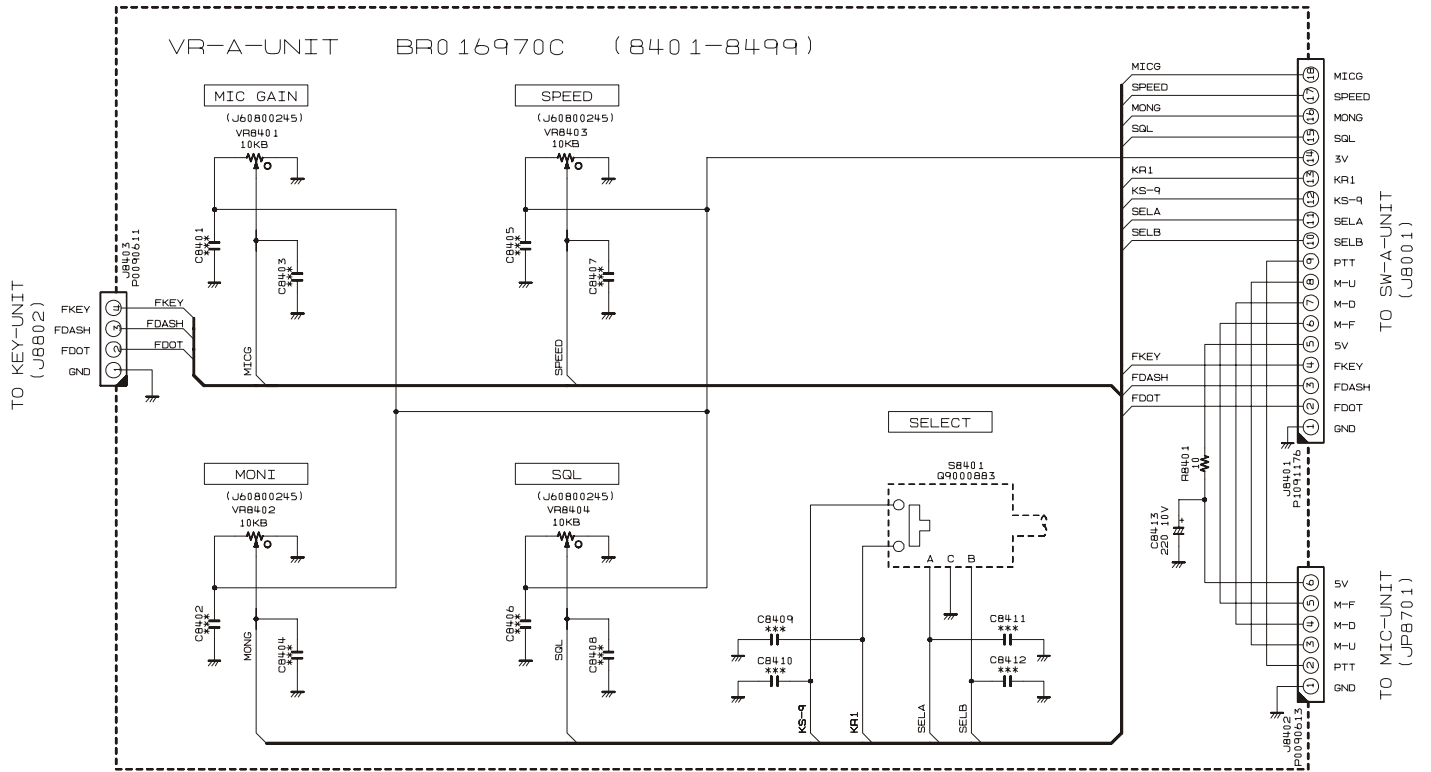 VR-A-UNIT BR016970C (8401-8499)
MIC GAIN
(J60800245)
VR8401
10KB
C8401
***
C8403
***
MICG
SPEED
(J60800245)
VR8403
10KB
C8405
***
C8407
***
SPEED
TO KEY-UNIT
(J8802)
J8403
P0090611
FKEY
FDASH
FDOT
GND
4
3
2
1
FKEY
FDASH
FDOT
MONI
(J60800245)
VR8402
10KB
C8402
***
C8404
***
MONG
SQL
(J60800245)
VR8404
10KB
C8406
***
C8408
***
SQL
SELECT
S8401
Q9000883
A C B
C8409
***
C8410
***
C8411
***
C8412
***
KS-9
KR1
SELA
SELB
MICG
SPEED
MONG
SQL
KR1
KS-9
SELA
SELB
FKEY
FDASH
FDOT
18 MICG
17 SPEED
16 MONG
15 SQL
14 3V
13 KR1
12 KS-9
11 SELA
10 SELB
9 PTT
8 M-U
7 M-D
6 M-F
5 5V
4 FKEY
3 FDASH
2 FDOT
1 GND
TO SW-A-UNIT
(J8001)
J8401
P1091176
R8401
10
C8413
220 10V
+
6 5V
5 M-F
4 M-D
3 M-U
2 PTT
1 GND
TO MIC-UNIT
(JP8701)
J8402
P0090613